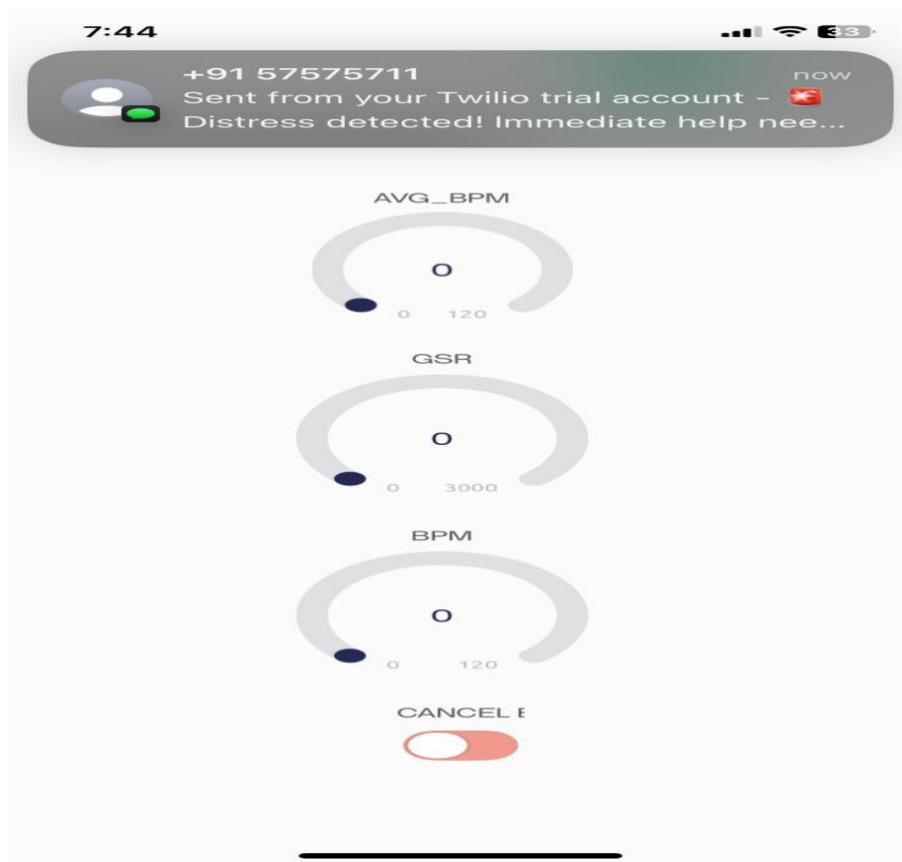 7:44
33
+91 57575711
now
Sent from your Twilio trial account - 🚨
Distress detected! Immediate help nee...
AVG_BPM
0
0 120
GSR
0
0 3000
BPM
0
0 120
CANCEL E